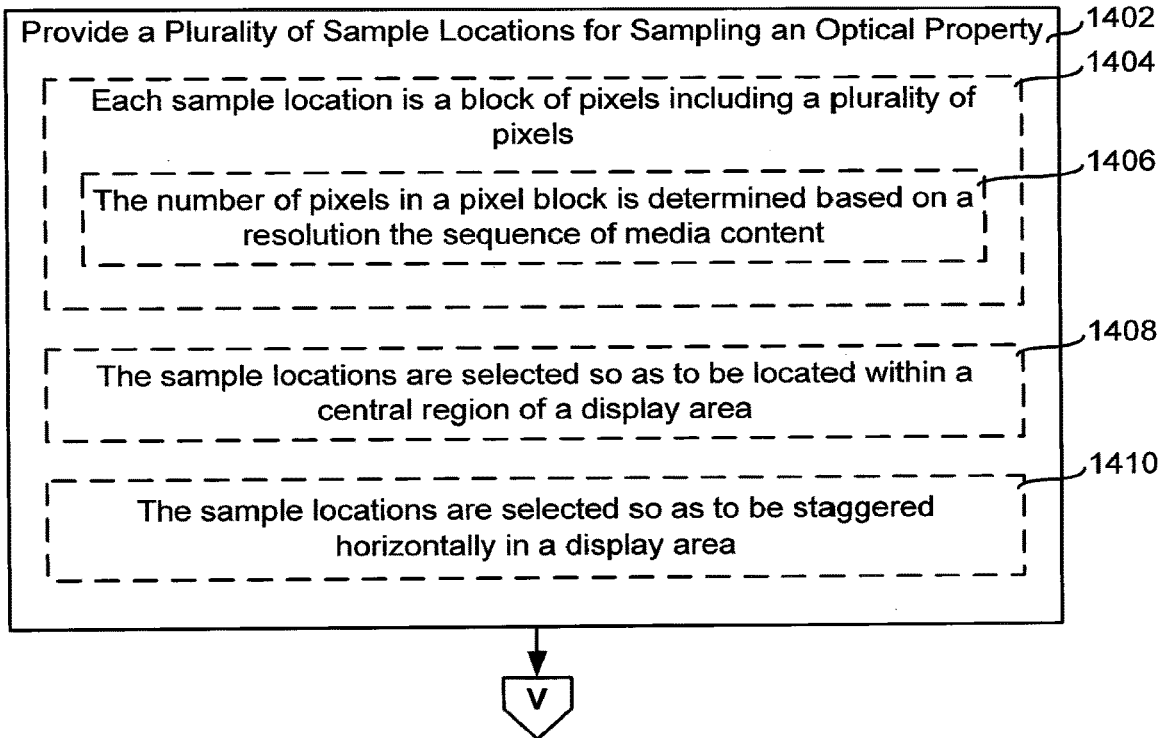 Provide a Plurality of Sample Locations for Sampling an Optical Property
1402
1404
Each sample location is a block of pixels including a plurality of
pixels
1406
The number of pixels in a pixel block is determined based on a
resolution the sequence of media content
1408
The sample locations are selected so as to be located within a
central region of a display area
1410
The sample locations are selected so as to be staggered
horizontally in a display area
V